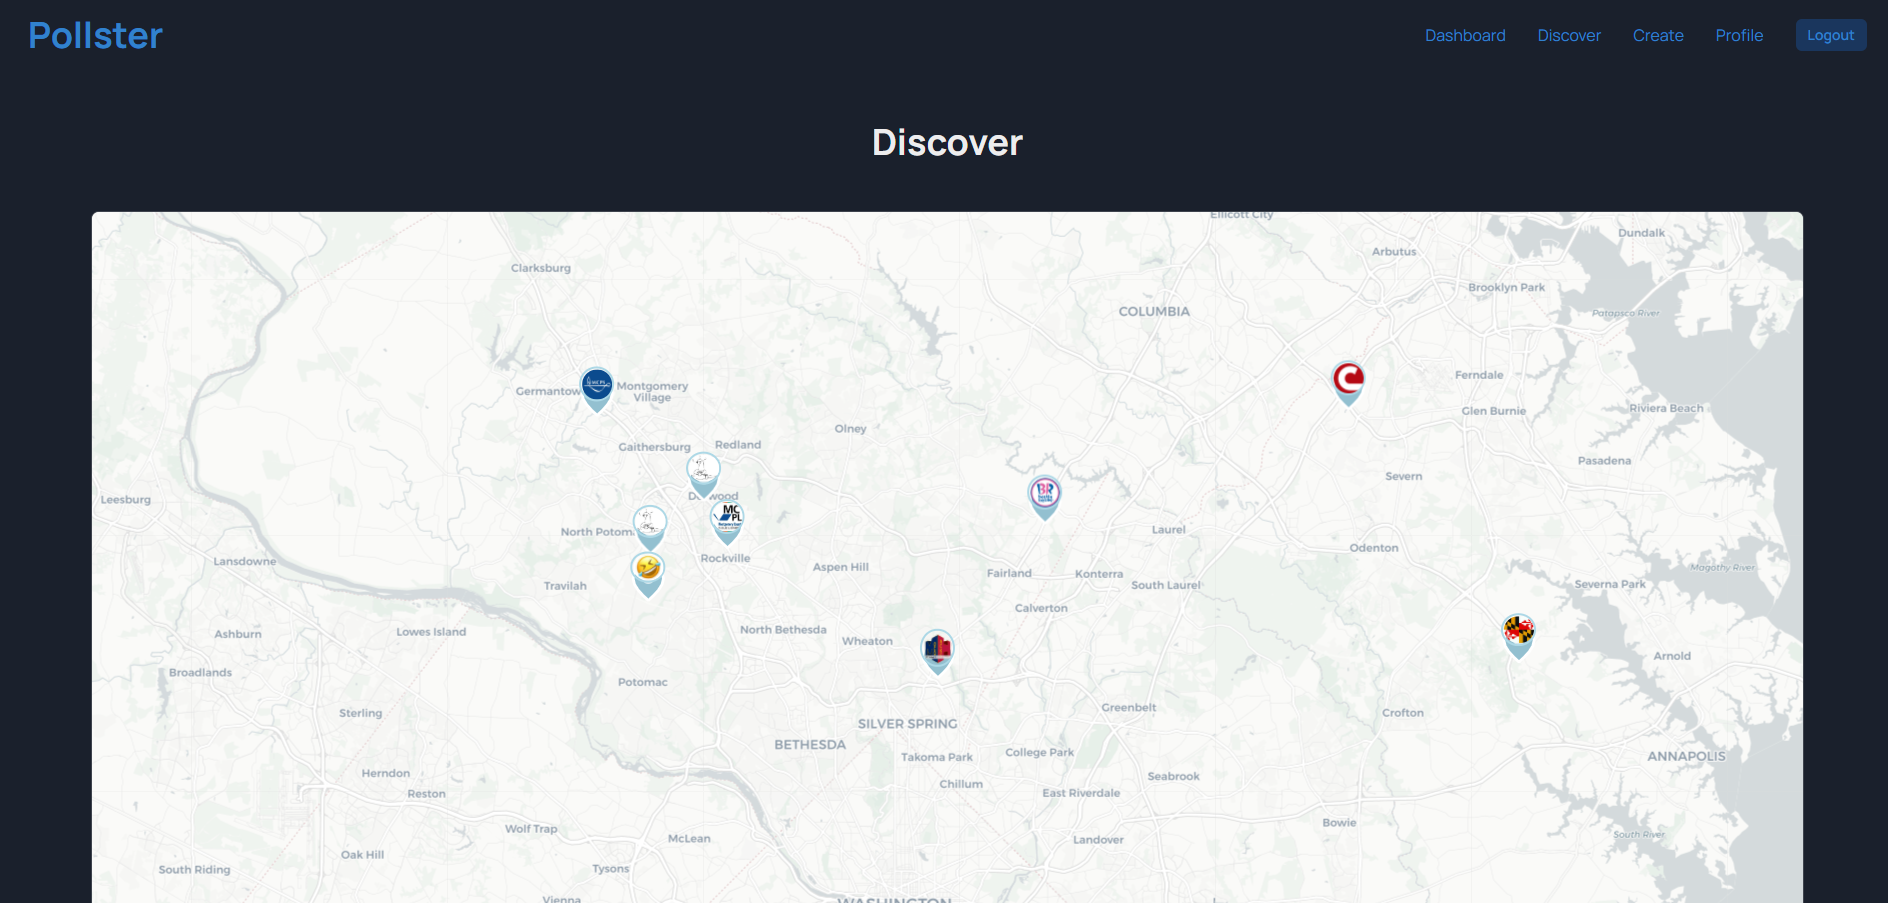 Pollster
Dashboard
Discover
Create
Profile
Logout
Discover
Ellicott City
Dundalk
Arbutus
Clarksburg
Brooklyn Park
COLUMBIA
Patapsco River
Ferndale
Germantow
Montgomery
Village
MCPS
Glen Burnie
Riviera Beach
Olney
Gaithersburg
Redland
Pasadena
Severn
Leesburg
BR
MC
PL
North Potom
Laurel
Odenton
Rockville
Lansdowne
Aspen Hill
Fairland
Konterra
Magothy River
Travilah
South Laurel
Severna Park
Calverton
Ashburn
Lowes Island
North Bethesda
Wheaton
Arnold
Broadlands
Potomac
Greenbelt
Sterling
Crofton
SILVER SPRING
BETHESDA
Takoma Park
College Park
ANNAPOLIS
Herndon
Seabrook
Reston
Chillum
East Riverdale
Wolf Trap
McLean
Landover
Bowie
South River
Oak Hill
South Riding
Tysons
Vienna
WASHINGTON